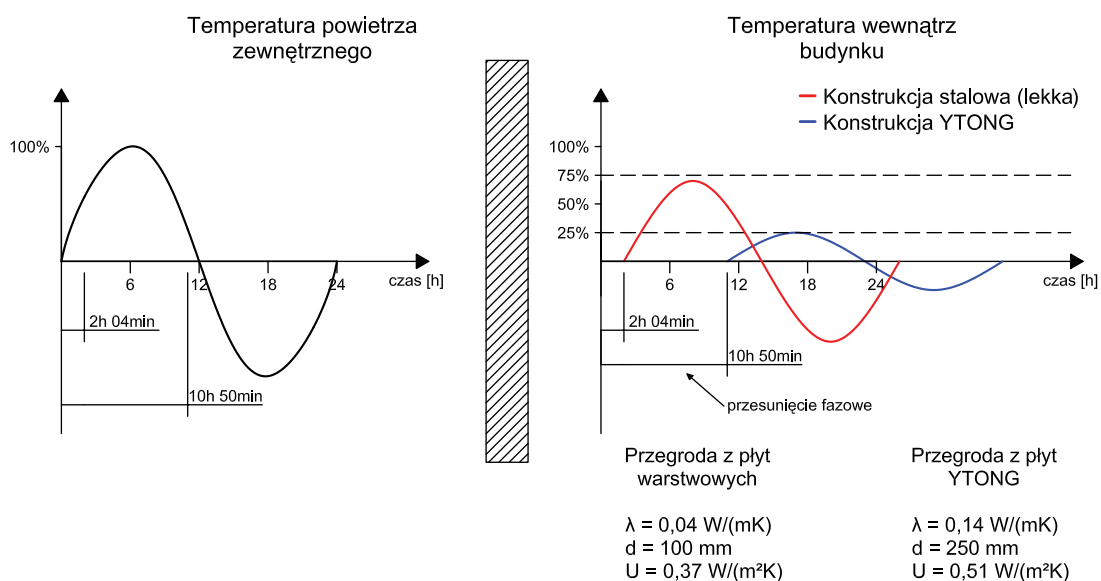 Temperatura powietrza
zewnętrznego
100%
6
12
18
24
czas [h]
2h 04min
10h 50min
Temperatura wewnątrz
budynku
Konstrukcja stalowa (lekka)
Konstrukcja YTONG
100%
75%
50%
25%
6
12
18
24
czas [h]
2h 04min
10h 50min
przesunięcie fazowe
Przegroda z płyt
warstwowych
λ = 0,04 W/(mK)
d = 100 mm
U = 0,37 W/(m²K)
Przegroda z płyt
YTONG
λ = 0,14 W/(mK)
d = 250 mm
U = 0,51 W/(m²K)